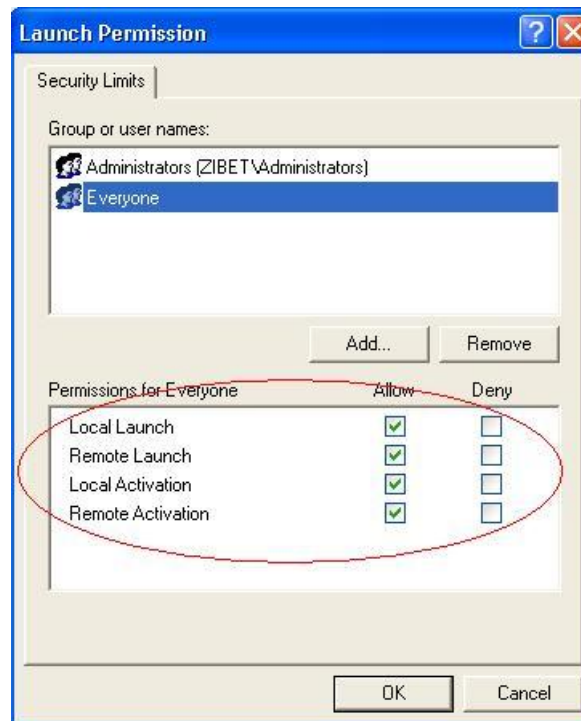 Launch Permission
Security Limits
Group or user names:
Administrators (ZIBET\Administrators)
Everyone
Add... Remove
Permissions for Everyone Allow Deny
Local Launch
Remote Launch
Local Activation
Remote Activation
OK Cancel